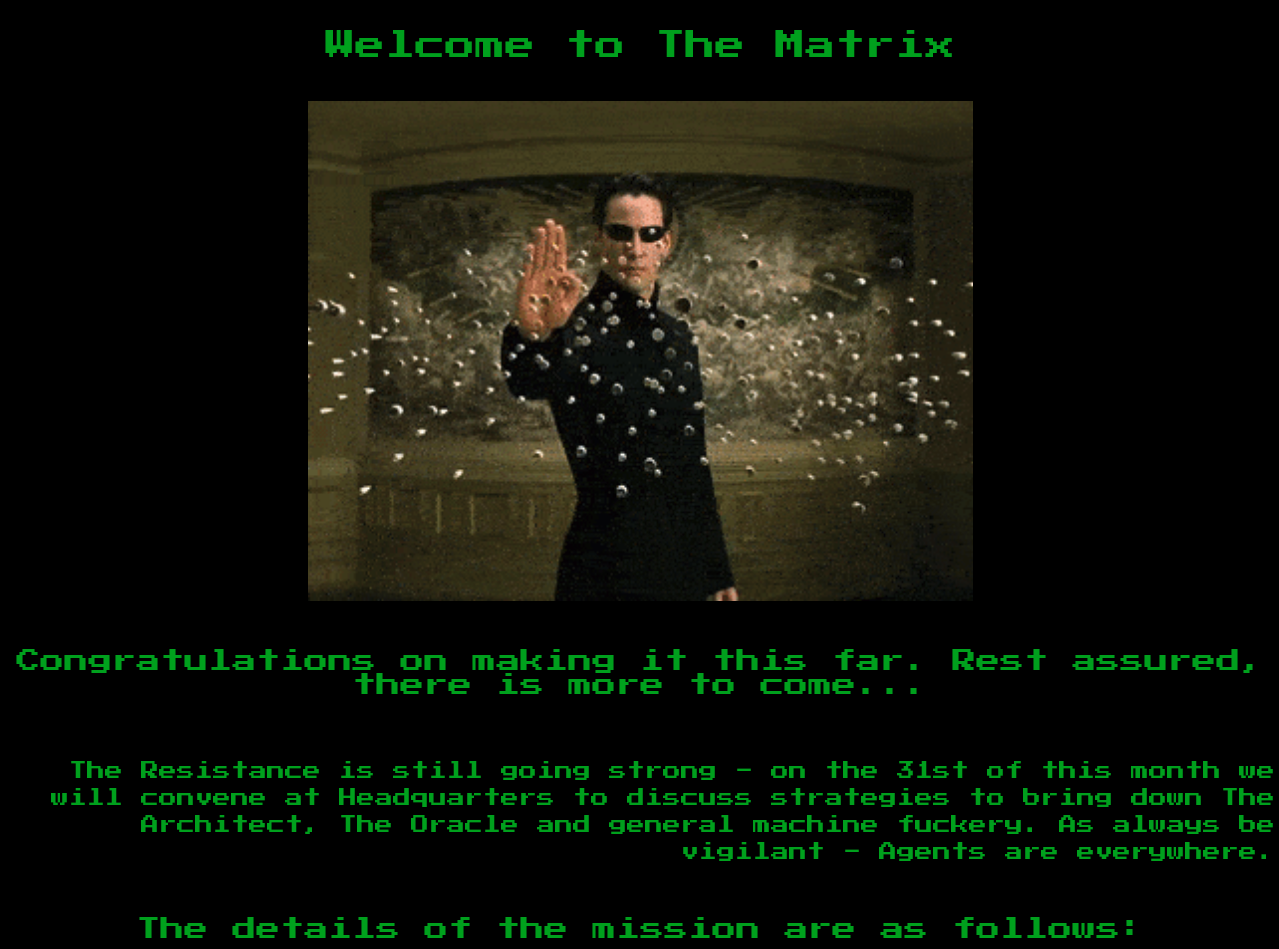 Welcome to The Matrix
Congratulations on making it this far. Rest assured,
there is more to come...
The Resistance is still going strong - on the 31st of this month we
will convene at Headquarters to discuss strategies to bring down The
Architect, The Oracle and general machine fuckery. As always be
vigilant - Agents are everywhere.
The details of the mission are as follows: